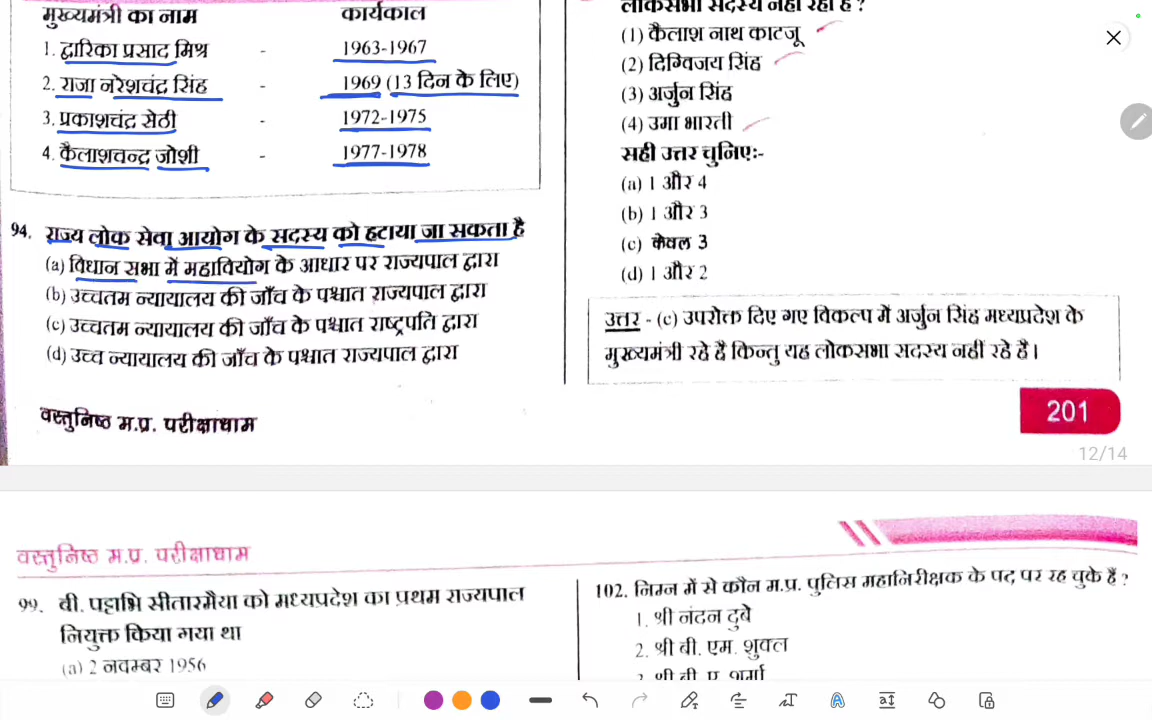 मुख्यमंत्री का नाम कार्यकाल
1. द्वारिका प्रसाद मिश्र - 1963-1967
2. राजा नरेशचंद्र सिंह - 1969 (13 दिन के लिए)
3. प्रकाशचंद्र सेठी - 1972-1975
4. कैलाशचन्द्र जोशी - 1977-1978
94. राज्य लोक सेवा आयोग के सदस्य को हटाया जा सकता है
(a) विधान सभा में महावियोग के आधार पर राज्यपाल द्वारा
(b) उच्चतम न्यायालय की जाँच के पश्चात राज्यपाल द्वारा
(c) उच्चतम न्यायालय की जाँच के पश्चात राष्ट्रपति द्वारा
(d) उच्च न्यायालय की जाँच के पश्चात राज्यपाल द्वारा
वस्तुनिष्ठ म.प्र. परीक्षाधाम
लोकसभा सदस्य नहीं रहा है ?
(1) कैलाश नाथ काटजू
(2) दिग्विजय सिंह
(3) अर्जुन सिंह
(4) उमा भारती
सही उत्तर चुनिए:-
(a) 1 और 4
(b) 1 और 3
(c) केवल 3
(d) 1 और 2
उत्तर - (c) उपरोक्त दिए गए विकल्प में अर्जुन सिंह मध्यप्रदेश के
मुख्यमंत्री रहे है किन्तु यह लोकसभा सदस्य नहीं रहे है।
201
12/14
वस्तुनिष्ठ म.प्र. परीक्षाधाम
99. बी. पट्टाभि सीतारमैया को मध्यप्रदेश का प्रथम राज्यपाल
नियुक्त किया गया था
(a) 2 नवम्बर 1956
102. निम्न में से कौन म.प्र. पुलिस महानिरीक्षक के पद पर रह चुके हैं ?
1. श्री नंदन दुबे
2. श्री बी. एम. शुक्ल